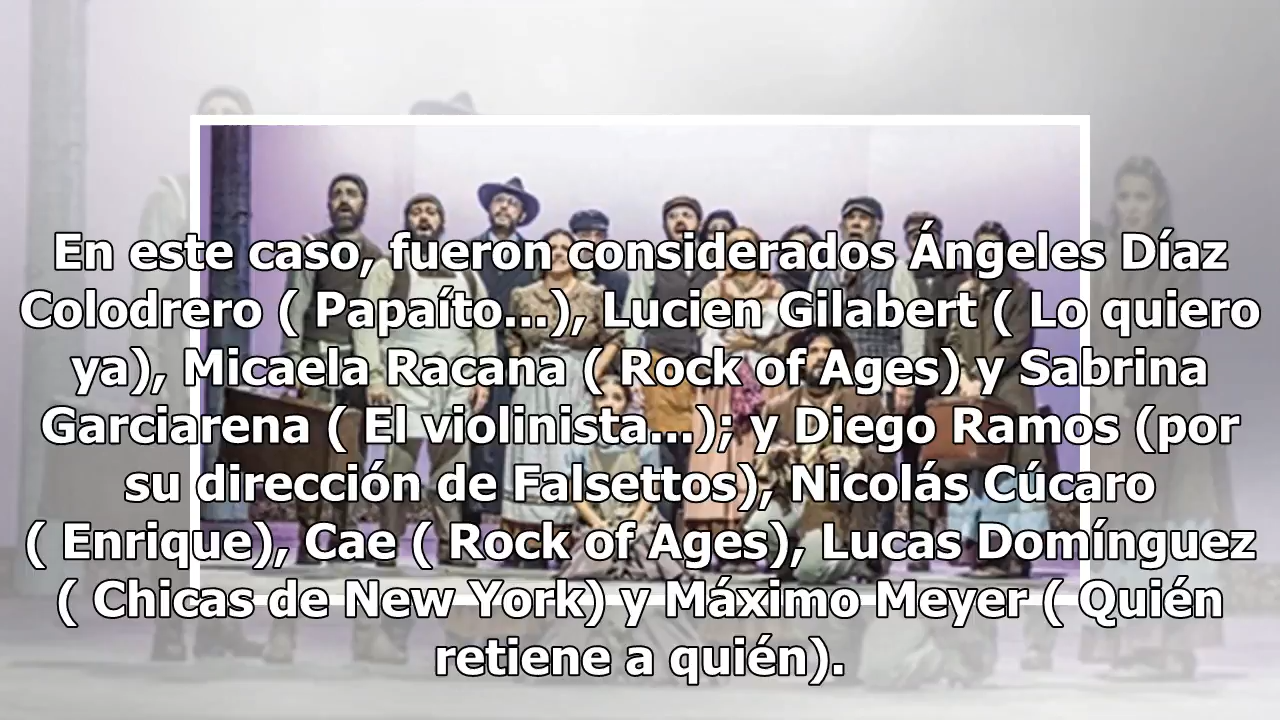 En este caso, fueron considerados Ángeles Díaz
Colodrero ( Papaíto...), Lucien Gilabert ( Lo quiero
ya), Micaela Racana ( Rock of Ages) y Sabrina
Garciarena ( El violinista...); y Diego Ramos (por
su dirección de Falsettos), Nicolás Cúcaro
( Enrique), Cae ( Rock of Ages), Lucas Domínguez
( Chicas de New York) y Máximo Meyer ( Quién
retiene a quién).